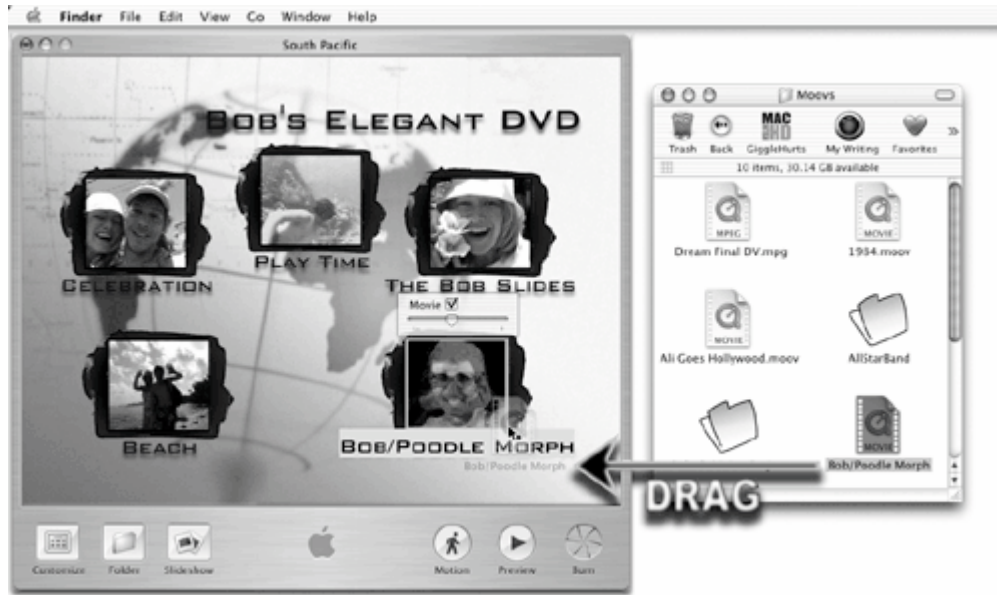 Finder File Edit View Go Window Help
South Pacific
BOB'S ELEGANT DVD
CELEBRATION
PLAY TIME
THE BOB SLIDES
Movie
BEACH
BOB/POODLE MORPH
Bob/Poodle Morph
Customize Folder Slideshow Motion Preview Burn
Moovs
MAC
Trash Back GiggleHurts My Writing Favorites
10 items, 30.14 GB available
MPEG
Dream Final DV.mpg
MOVIE
1984.moov
MOVIE
Ali Goes Hollywood.moov
AllStarBand
MOVIE
Bob/Poodle Morph
DRAG